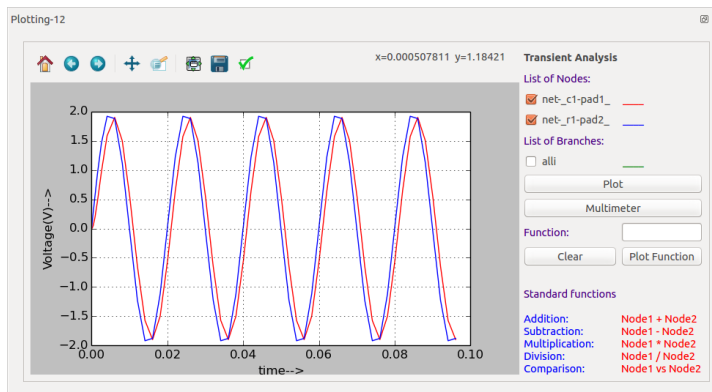 Plotting-12
x=0.000507811 y=1.18421
Transient Analysis
List of Nodes:
net-_c1-pad1_
net-_r1-pad2_
List of Branches:
alli
Plot
Multimeter
Function:
Clear Plot Function
Standard functions
Addition: Node1 + Node2
Subtraction: Node1 - Node2
Multiplication: Node1 * Node2
Division: Node1 / Node2
Comparison: Node1 vs Node2
Voltage(V)-->
2.0
1.5
1.0
0.5
0.0
−0.5
−1.0
−1.5
−2.0
0.00 0.02 0.04 0.06 0.08 0.10
time-->